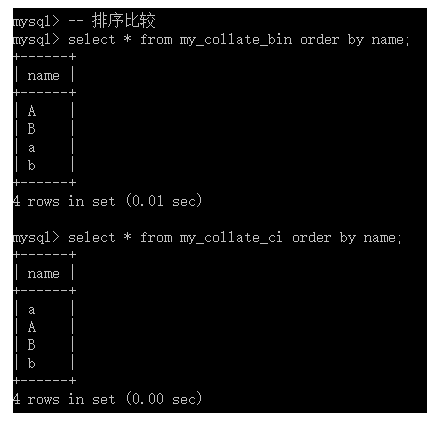 mysql> -- 排序比较
mysql> select * from my_collate_bin order by name;
+------+
| name |
+------+
| A    |
| B    |
| a    |
| b    |
+------+
4 rows in set (0.01 sec)

mysql> select * from my_collate_ci order by name;
+------+
| name |
+------+
| a    |
| A    |
| B    |
| b    |
+------+
4 rows in set (0.00 sec)